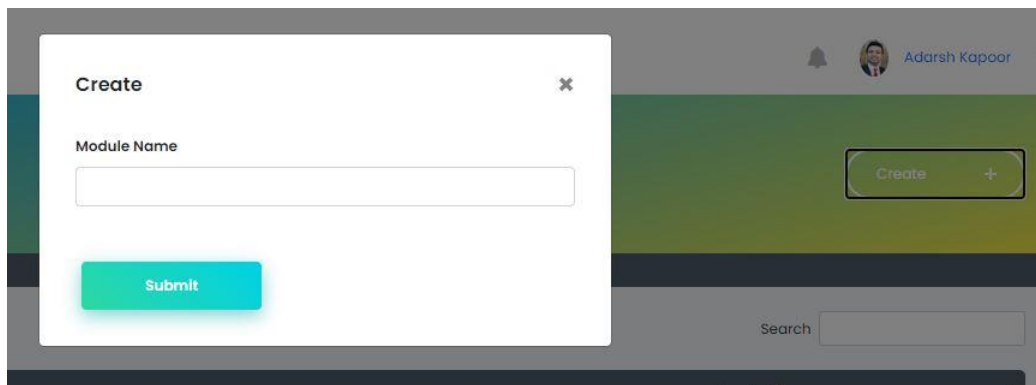 Adarsh Kapoor
Create
Module Name
Create +
Submit
Search